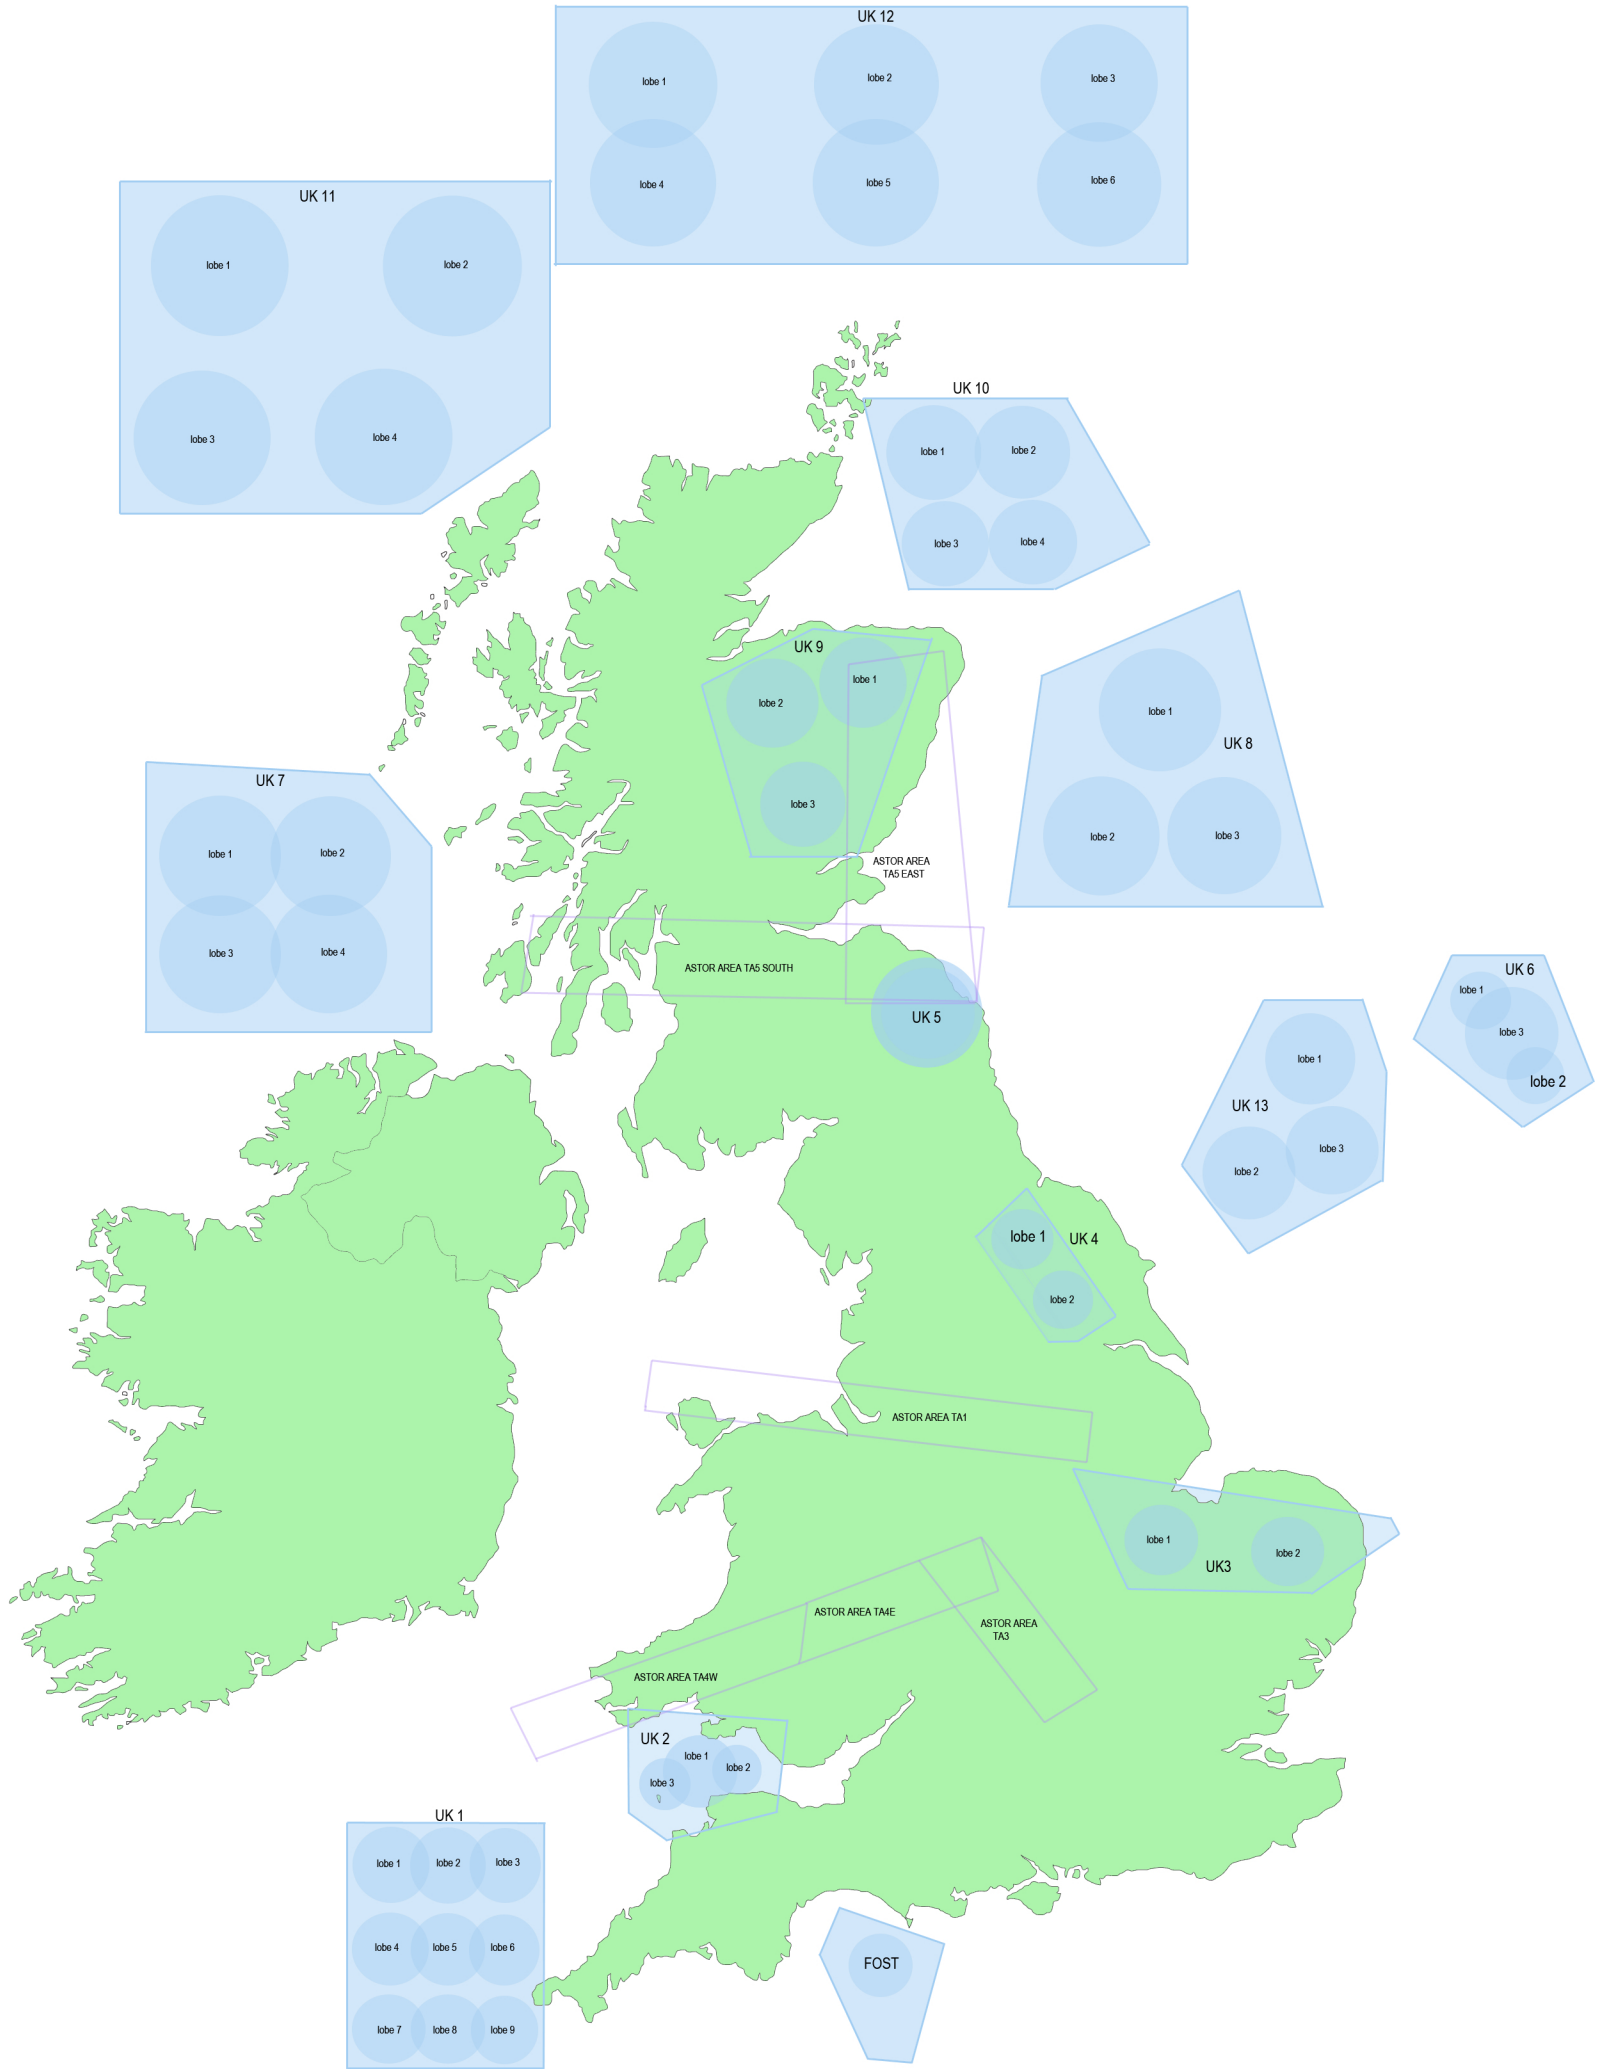 UK 12
lobe 1
lobe 2
lobe 3
lobe 4
lobe 5
lobe 6
UK 11
lobe 1
lobe 2
lobe 3
lobe 4
UK 10
lobe 1
lobe 2
lobe 3
lobe 4
UK 9
lobe 1
lobe 2
lobe 3
UK 8
lobe 1
lobe 2
lobe 3
UK 7
lobe 1
lobe 2
lobe 3
lobe 4
ASTOR AREA
TA5 EAST
ASTOR AREA TA5 SOUTH
UK 5
UK 6
lobe 1
lobe 3
lobe 2
UK 13
lobe 1
lobe 2
lobe 3
UK 4
lobe 1
lobe 2
ASTOR AREA TA1
lobe 1
lobe 2
UK3
ASTOR AREA TA4E
ASTOR AREA
TA3
ASTOR AREA TA4W
UK 2
lobe 1
lobe 2
lobe 3
UK 1
lobe 1
lobe 2
lobe 3
lobe 4
lobe 5
lobe 6
lobe 7
lobe 8
lobe 9
FOST